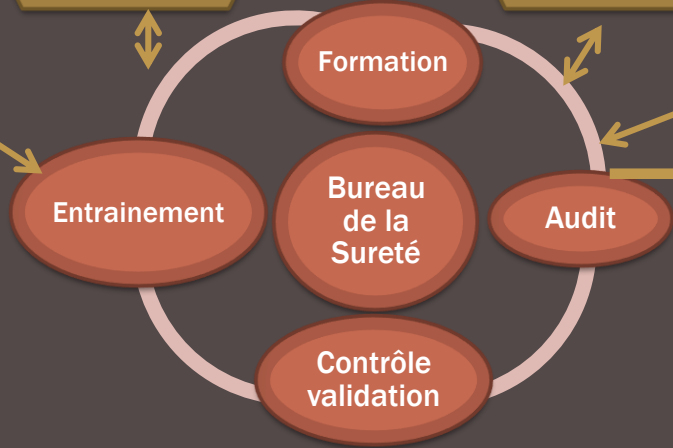 Formation
Entrainement
Bureau
de la
Sureté
Audit
Contrôle
validation